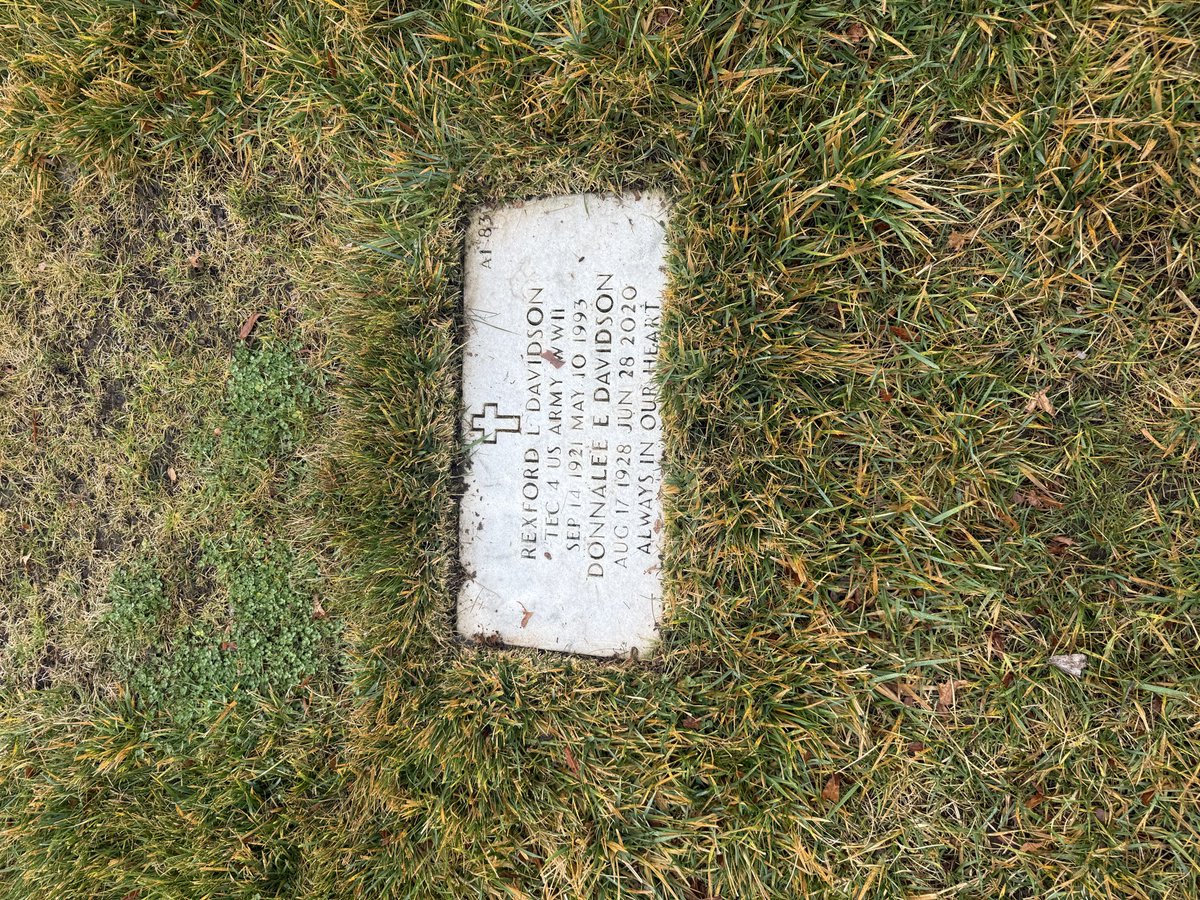 A1 83
REXFORD L DAVIDSON
TEC 4 US ARMY WWII
SEP 14 1921 MAY 10 1993
DONNALEE E DAVIDSON
AUG 17 1928 JUN 28 2020
ALWAYS IN OUR HEART